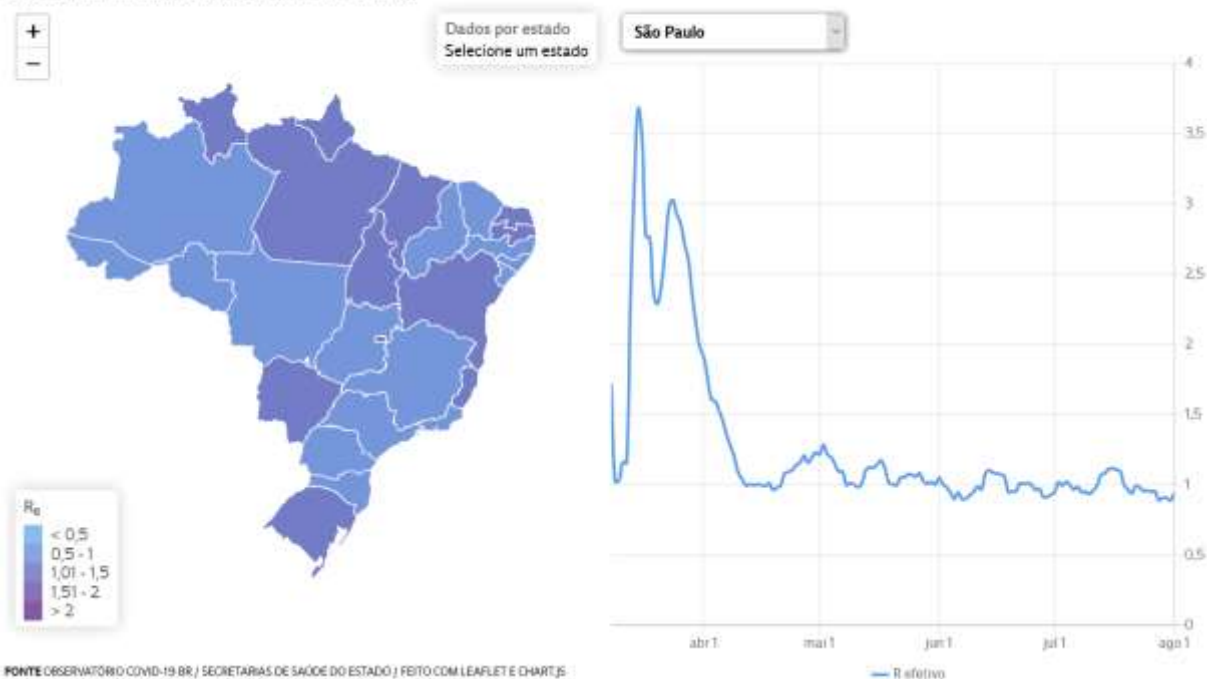 +
−
Dados por estado
Selecione um estado
São Paulo
4
3,5
3
2,5
2
1,5
1
0,5
0
abr 1
mai 1
jun 1
jul 1
ago 1
R efetivo
Re
< 0,5
0,5 - 1
1,01 - 1,5
1,51 - 2
> 2
FONTE OBSERVATÓRIO COVID-19 BR / SECRETARIAS DE SAÚDE DO ESTADO / FEITO COM LEAFLET E CHART.JS